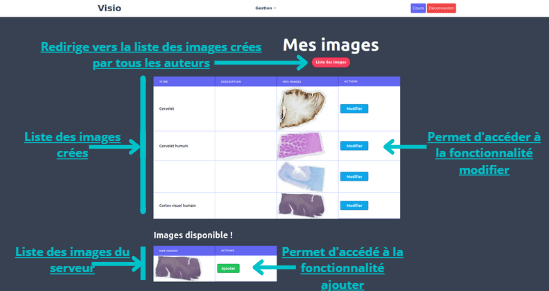 Visio
Gestion
Cours
Déconnexion
Mes images
Redirige vers la liste des images crées
par tous les auteurs
Liste des images
TITRE DESCRIPTION MES IMAGES ACTIONS
Cervelet Modifier
Liste des images
crées
Cervelet humain Modifier
Permet d'accéder à
la fonctionnalité
modifier
Modifier
Cortex visuel humain Modifier
Images disponible !
Liste des images du
serveur
MES IMAGES ACTIONS
Ajouter
Permet d'accédé à la
fonctionnalité
ajouter